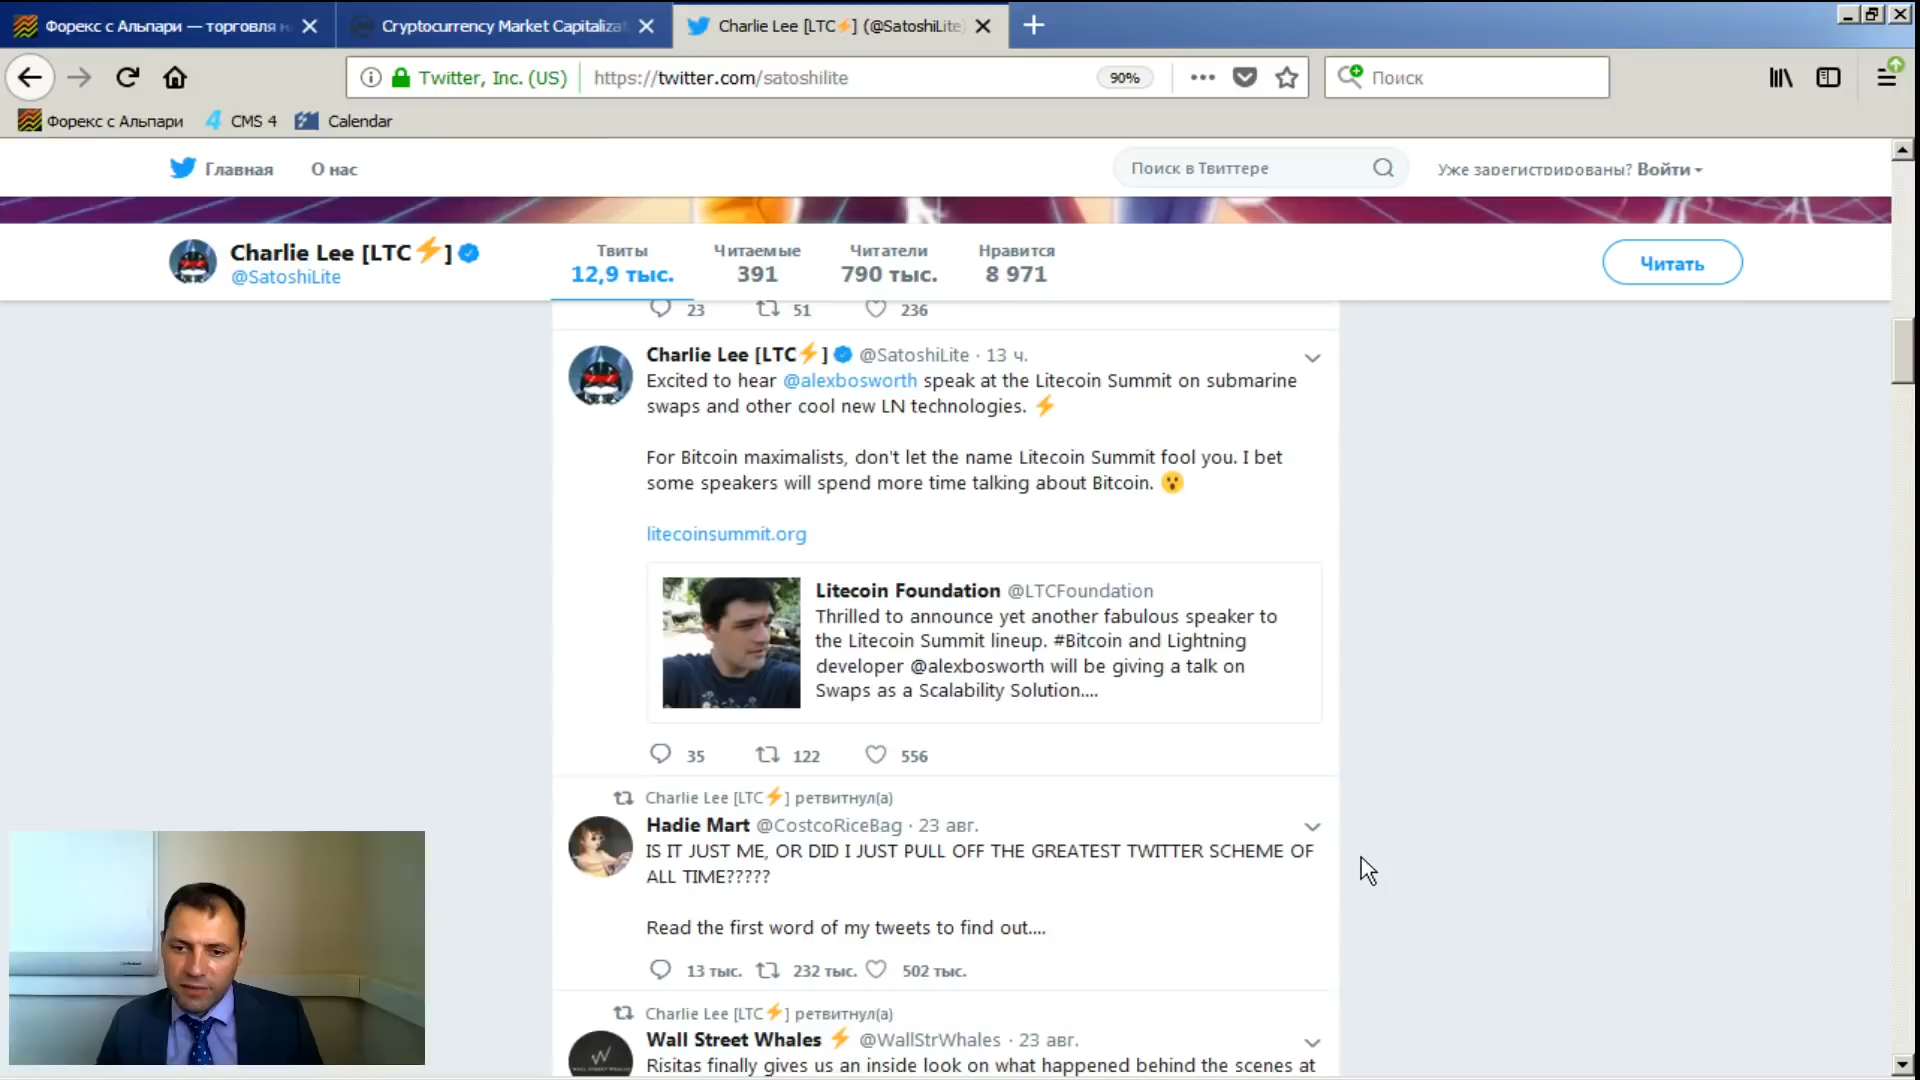 Форекс с Альпари — торговля н
Cryptocurrency Market Capitaliza
Charlie Lee [LTC⚡] (@SatoshiLite
Twitter, Inc. (US)
https://twitter.com/satoshilite
90%
Поиск
Форекс с Альпари
CMS 4
Calendar
Главная
О нас
Поиск в Твиттере
Уже зарегистрированы? Войти
Charlie Lee [LTC⚡]
@SatoshiLite
Твиты
12,9 тыс.
Читаемые
391
Читатели
790 тыс.
Нравится
8 971
Читать
23 51 236
Charlie Lee [LTC⚡] @SatoshiLite · 13 ч.
Excited to hear @alexbosworth speak at the Litecoin Summit on submarine
swaps and other cool new LN technologies. ⚡
For Bitcoin maximalists, don't let the name Litecoin Summit fool you. I bet
some speakers will spend more time talking about Bitcoin. 😮
litecoinsummit.org
Litecoin Foundation @LTCFoundation
Thrilled to announce yet another fabulous speaker to
the Litecoin Summit lineup. #Bitcoin and Lightning
developer @alexbosworth will be giving a talk on
Swaps as a Scalability Solution....
35 122 556
Charlie Lee [LTC⚡] ретвитнул(а)
Hadie Mart @CostcoRiceBag · 23 авг.
IS IT JUST ME, OR DID I JUST PULL OFF THE GREATEST TWITTER SCHEME OF
ALL TIME?????
Read the first word of my tweets to find out....
13 тыс. 232 тыс. 502 тыс.
Charlie Lee [LTC⚡] ретвитнул(а)
Wall Street Whales ⚡ @WallStrWhales · 23 авг.
Risitas finally gives us an inside look on what happened behind the scenes at